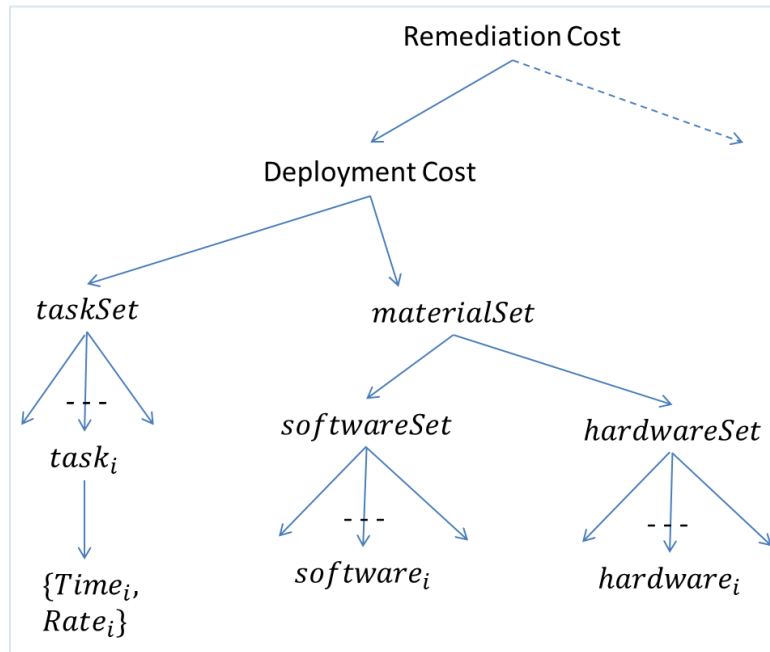 Remediation Cost
Deployment Cost
taskSet
materialSet
softwareSet
hardwareSet
task_i
software_i
hardware_i
{Time_i,
Rate_i}